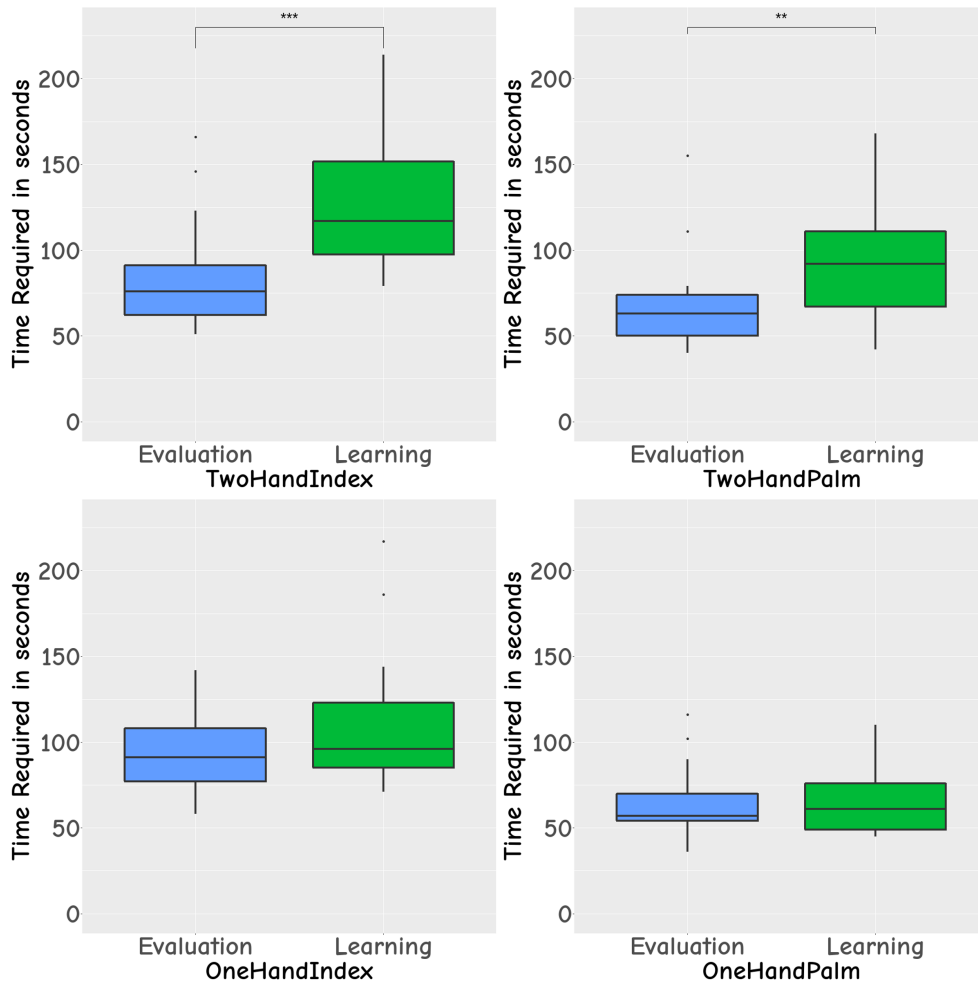 ***
Time Required in seconds
200
150
100
50
0
Evaluation Learning
TwoHandIndex
**
Time Required in seconds
200
150
100
50
0
Evaluation Learning
TwoHandPalm
Time Required in seconds
200
150
100
50
0
Evaluation Learning
OneHandIndex
Time Required in seconds
200
150
100
50
0
Evaluation Learning
OneHandPalm